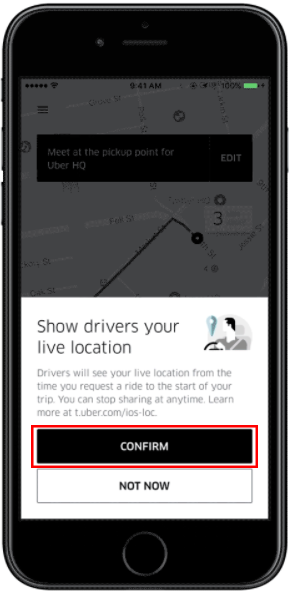 9:41 AM 100%
Grove St
Meet at the pickup point for
Uber HQ
EDIT
3
Oak St
4
Show drivers your
live location
Drivers will see your live location from the
time you request a ride to the start of your
trip. You can stop sharing at anytime. Learn
more at t.uber.com/ios-loc.
CONFIRM
NOT NOW